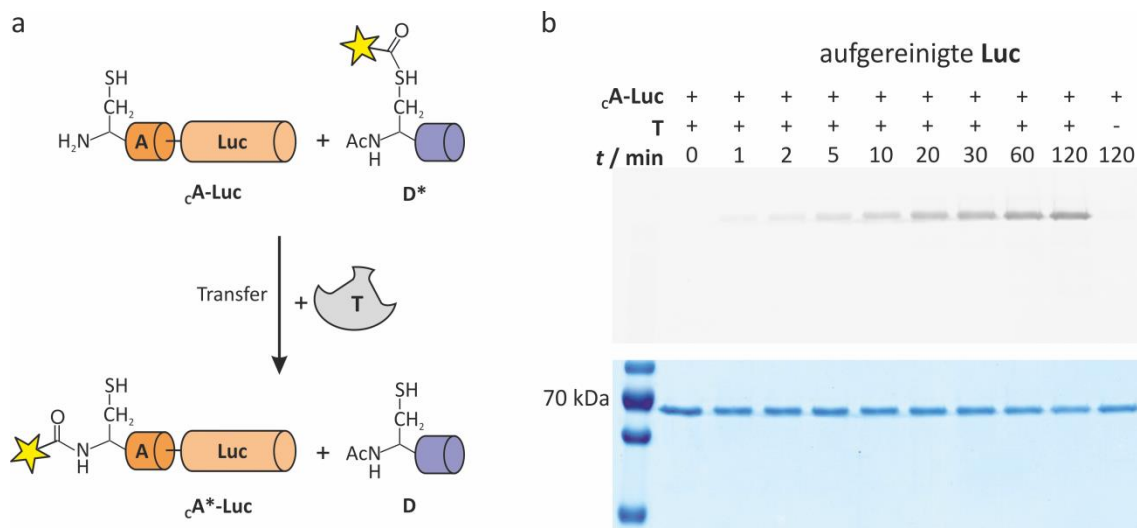 a
SH
CH2
H2N
A
Luc
cA-Luc
+
O
SH
CH2
AcN
H
D*
Transfer
+
T
SH
O
CH2
N
H
A
Luc
cA*-Luc
+
SH
CH2
AcN
H
D
b
aufgereinigte Luc
cA-Luc + + + + + + + + + +
T + + + + + + + + + -
t / min 0 1 2 5 10 20 30 60 120 120
70 kDa